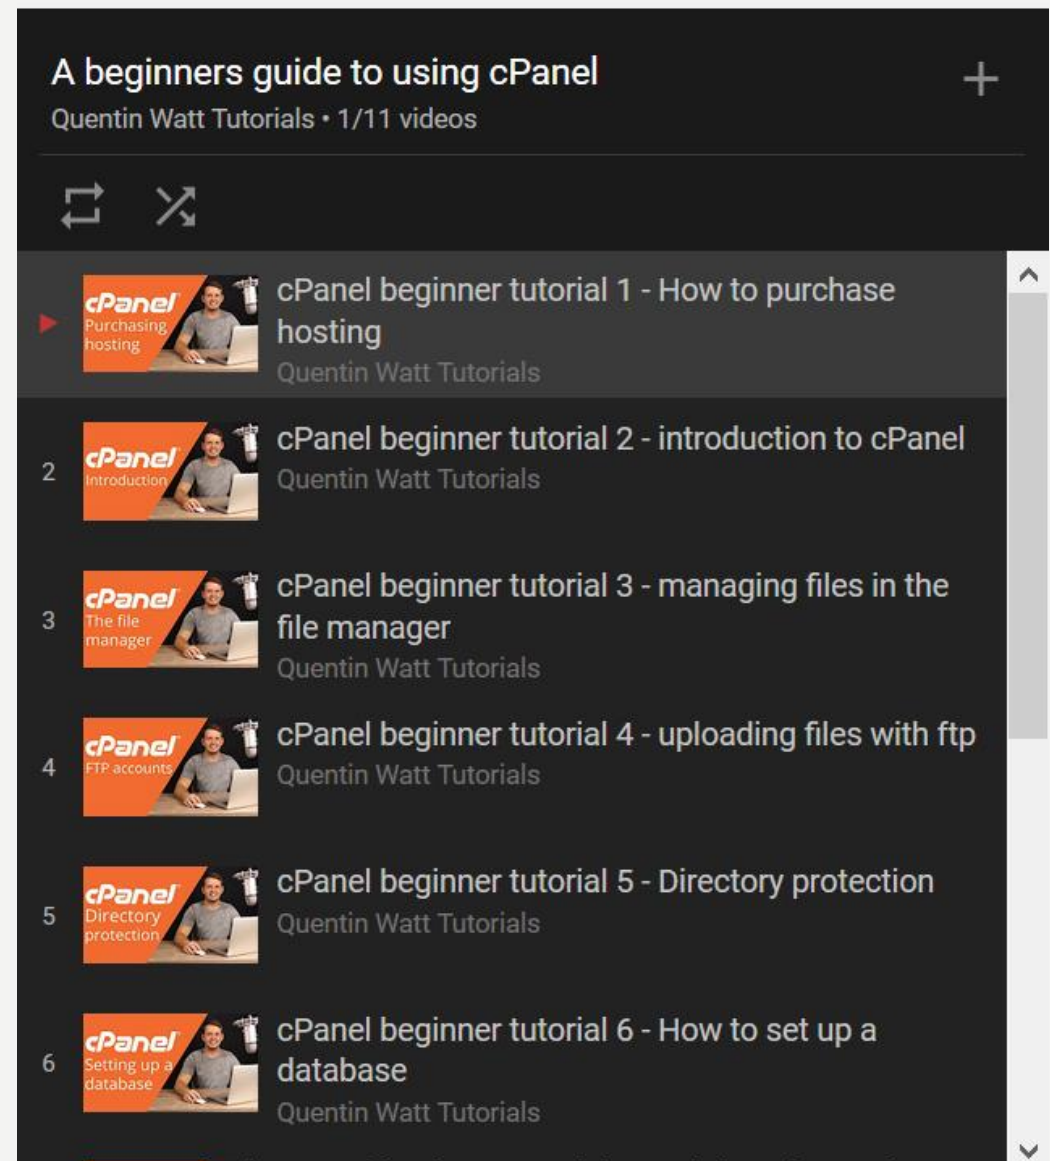 A beginners guide to using cPanel
Quentin Watt Tutorials • 1/11 videos
cPanel
Purchasing
hosting
cPanel beginner tutorial 1 - How to purchase
hosting
Quentin Watt Tutorials
2
cPanel
Introduction
cPanel beginner tutorial 2 - introduction to cPanel
Quentin Watt Tutorials
3
cPanel
The file
manager
cPanel beginner tutorial 3 - managing files in the
file manager
Quentin Watt Tutorials
4
cPanel
FTP accounts
cPanel beginner tutorial 4 - uploading files with ftp
Quentin Watt Tutorials
5
cPanel
Directory
protection
cPanel beginner tutorial 5 - Directory protection
Quentin Watt Tutorials
6
cPanel
Setting up a
database
cPanel beginner tutorial 6 - How to set up a
database
Quentin Watt Tutorials